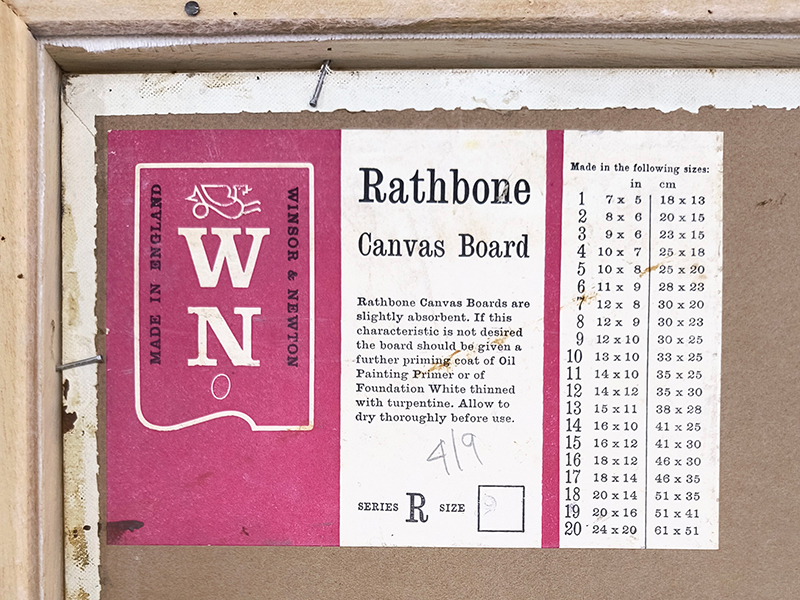 MADE IN ENGLAND
W
N
WINSOR & NEWTON
Rathbone
Canvas Board
Rathbone Canvas Boards are
slightly absorbent. If this
characteristic is not desired
the board should be given a
further priming coat of Oil
Painting Primer or of
Foundation White thinned
with turpentine. Allow to
dry thoroughly before use.
4/9
SERIES R SIZE
Made in the following sizes:
in cm
1 7 x 5 18 x 13
2 8 x 6 20 x 15
3 9 x 6 23 x 15
4 10 x 7 25 x 18
5 10 x 8 25 x 20
6 11 x 9 28 x 23
7 12 x 8 30 x 20
8 12 x 9 30 x 23
9 12 x 10 30 x 25
10 13 x 10 33 x 25
11 14 x 10 35 x 25
12 14 x 12 35 x 30
13 15 x 11 38 x 28
14 16 x 10 41 x 25
15 16 x 12 41 x 30
16 18 x 12 46 x 30
17 18 x 14 46 x 35
18 20 x 14 51 x 35
19 20 x 16 51 x 41
20 24 x 20 61 x 51